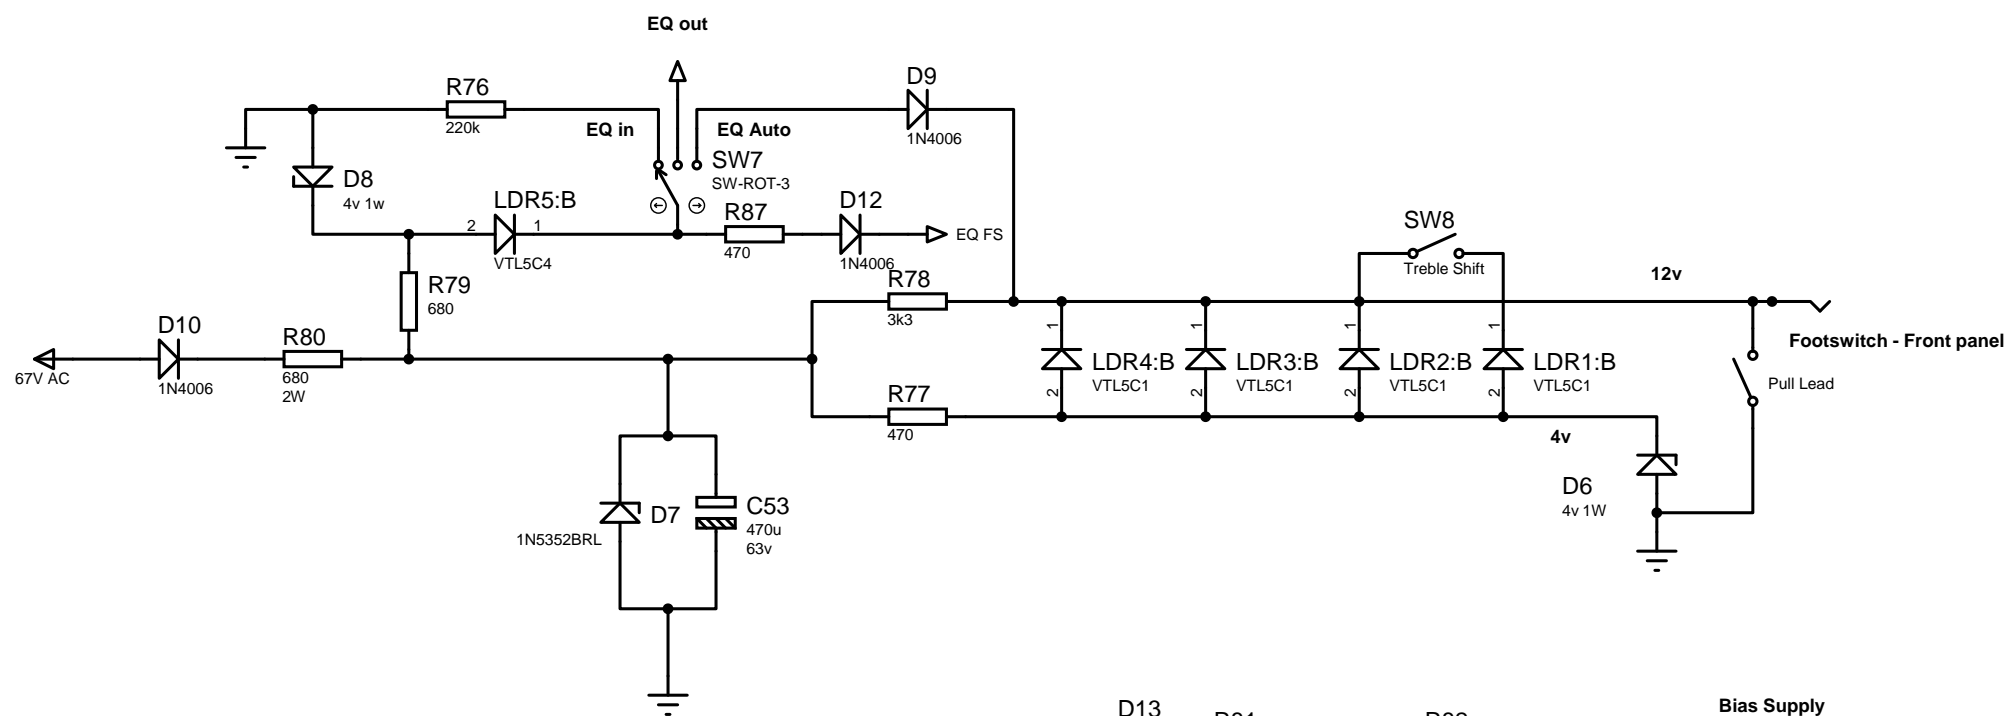 EQ out
R76
220k
EQ in
EQ Auto
D9
1N4006
SW7
SW-ROT-3
D8
4v 1w
LDR5:B
2
1
VTL5C4
R87
470
D12
1N4006
EQ FS
SW8
Treble Shift
12v
R79
680
R78
3k3
D10
1N4006
R80
680
2W
67V AC
1
1
1
1
LDR4:B
VTL5C1
LDR3:B
VTL5C1
LDR2:B
VTL5C1
LDR1:B
VTL5C1
2
2
2
2
Footswitch - Front panel
Pull Lead
R77
470
4v
D6
4v 1W
D7
1N5352BRL
C53
470u
63v
D13
Bias Supply